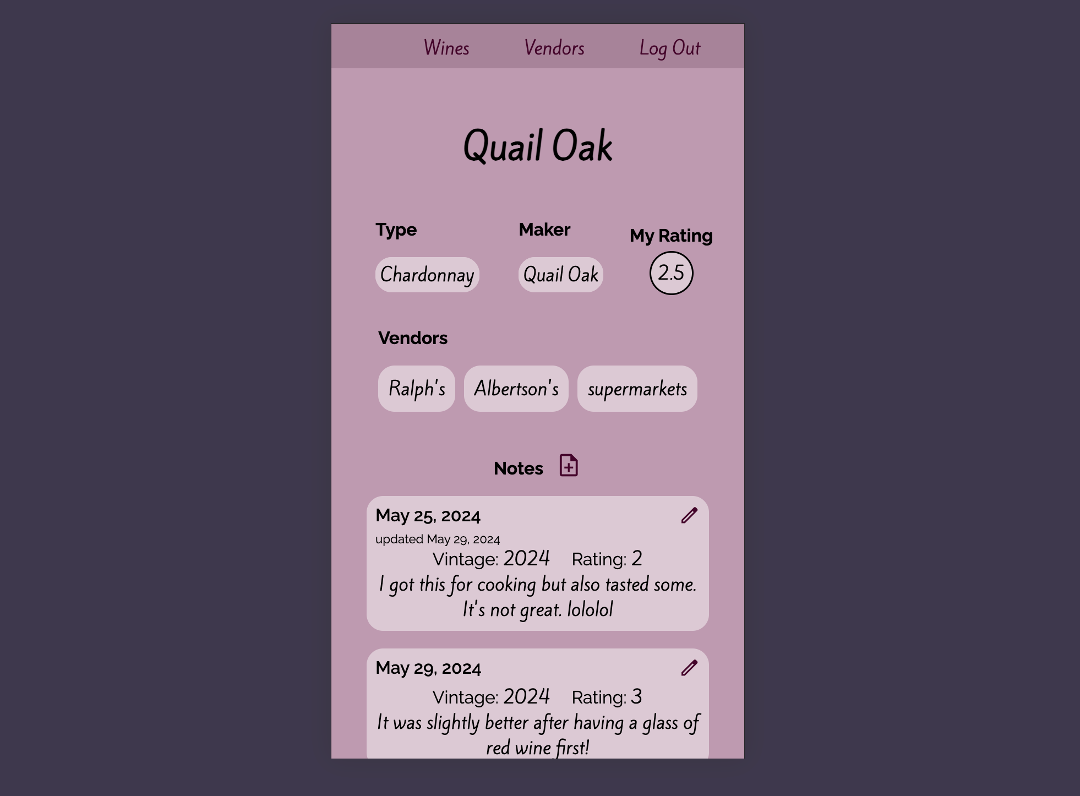 Wines Vendors Log Out
Quail Oak
Type Maker My Rating
Chardonnay Quail Oak 2.5
Vendors
Ralph's Albertson's supermarkets
Notes
May 25, 2024
updated May 29, 2024
Vintage: 2024 Rating: 2
I got this for cooking but also tasted some.
It's not great. lololol
May 29, 2024
Vintage: 2024 Rating: 3
It was slightly better after having a glass of
red wine first!